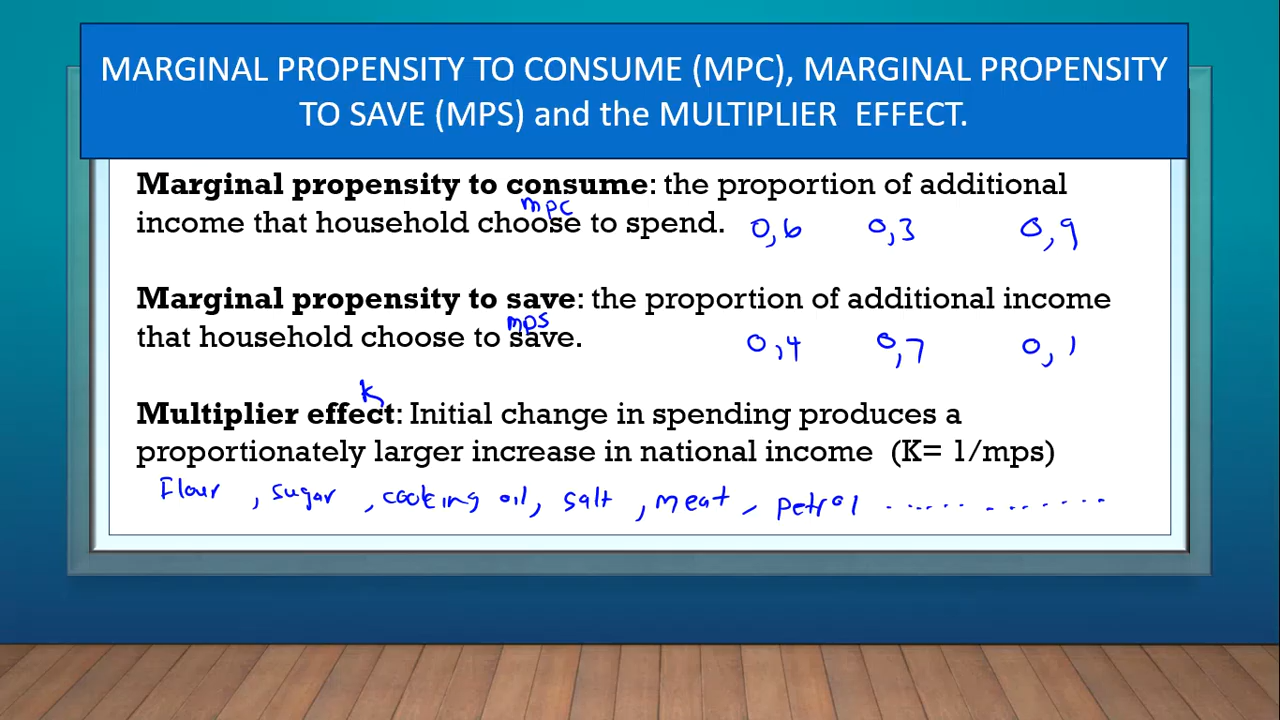 MARGINAL PROPENSITY TO CONSUME (MPC), MARGINAL PROPENSITY
TO SAVE (MPS) and the MULTIPLIER EFFECT.
Marginal propensity to consume: the proportion of additional
mpc
income that household choose to spend.
0,6 0,3 0,9
Marginal propensity to save: the proportion of additional income
mps
that household choose to save.
0,4 0,7 0,1
K
Multiplier effect: Initial change in spending produces a
proportionately larger increase in national income (K= 1/mps)
Flour, sugar, cooking oil, salt, meat, petrol ...............